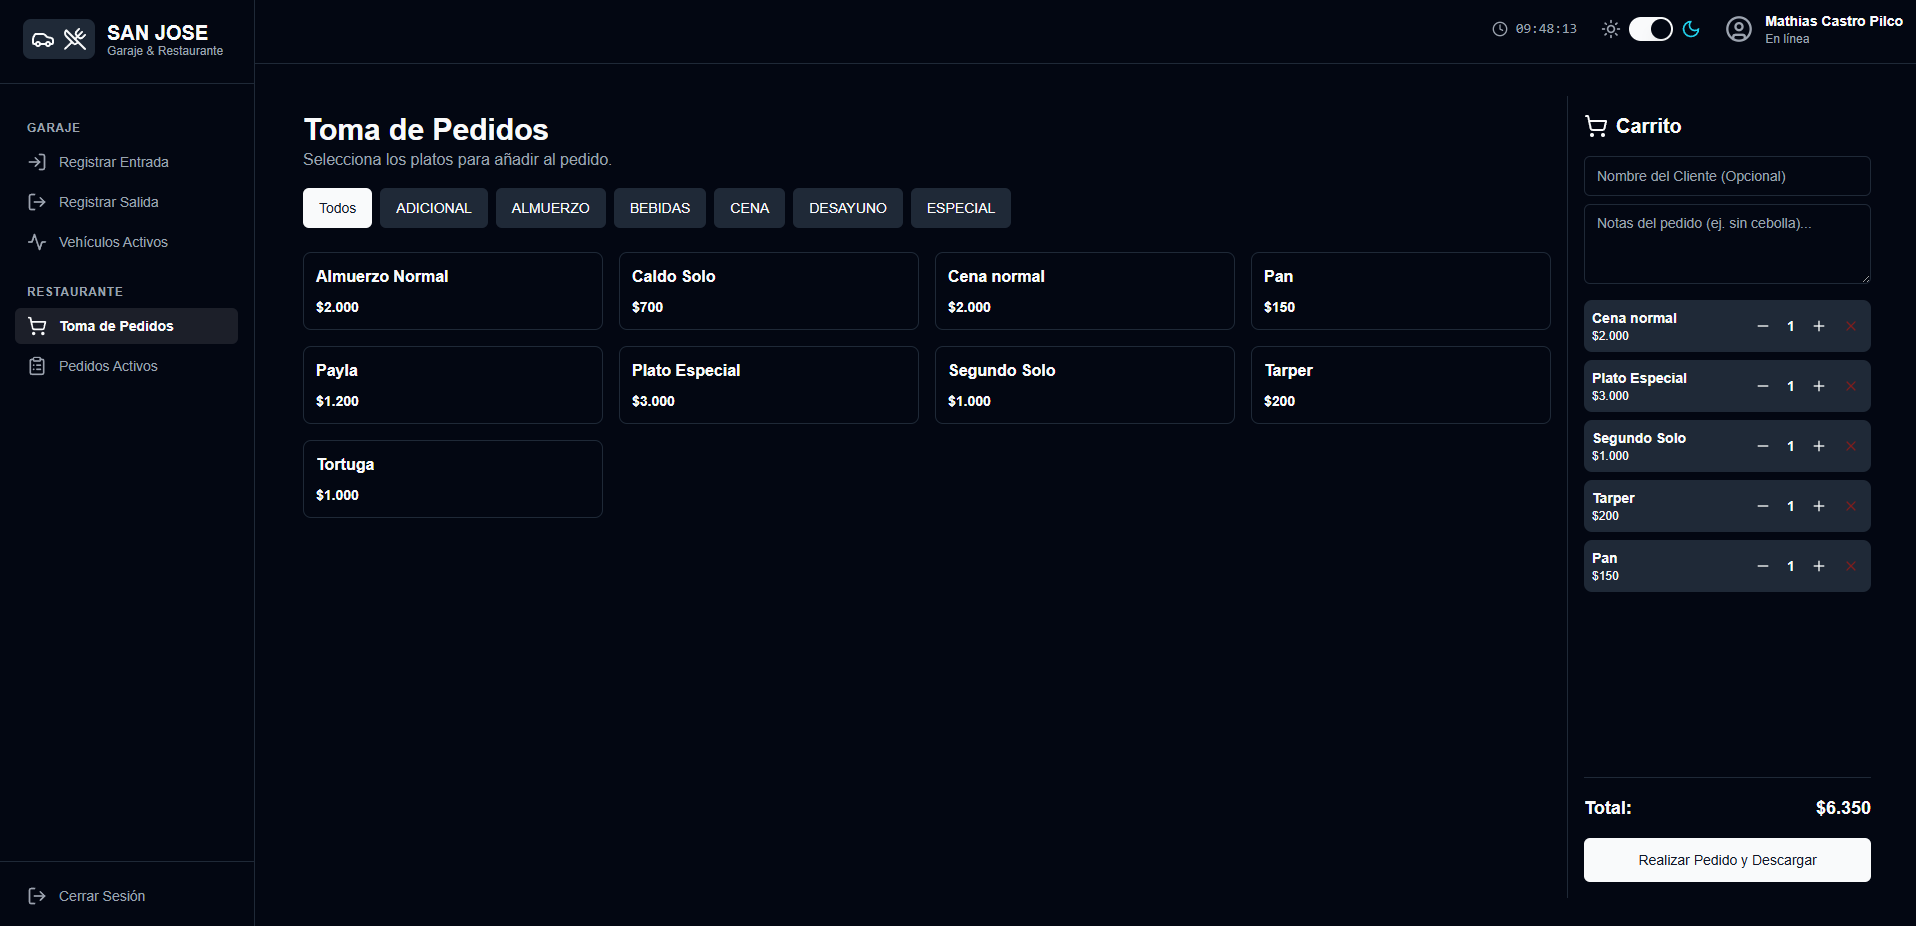 SAN JOSE
Garaje & Restaurante
GARAJE
Registrar Entrada
Registrar Salida
Vehículos Activos
RESTAURANTE
Toma de Pedidos
Pedidos Activos
Cerrar Sesión
09:48:13
Mathias Castro Pilco
En línea
Toma de Pedidos
Selecciona los platos para añadir al pedido.
Todos ADICIONAL ALMUERZO BEBIDAS CENA DESAYUNO ESPECIAL
Almuerzo Normal
$2.000
Caldo Solo
$700
Cena normal
$2.000
Pan
$150
Payla
$1.200
Plato Especial
$3.000
Segundo Solo
$1.000
Tarper
$200
Tortuga
$1.000
Carrito
Nombre del Cliente (Opcional)
Notas del pedido (ej. sin cebolla)...
Cena normal
$2.000
1
Plato Especial
$3.000
1
Segundo Solo
$1.000
1
Tarper
$200
1
Pan
$150
1
Total: $6.350
Realizar Pedido y Descargar